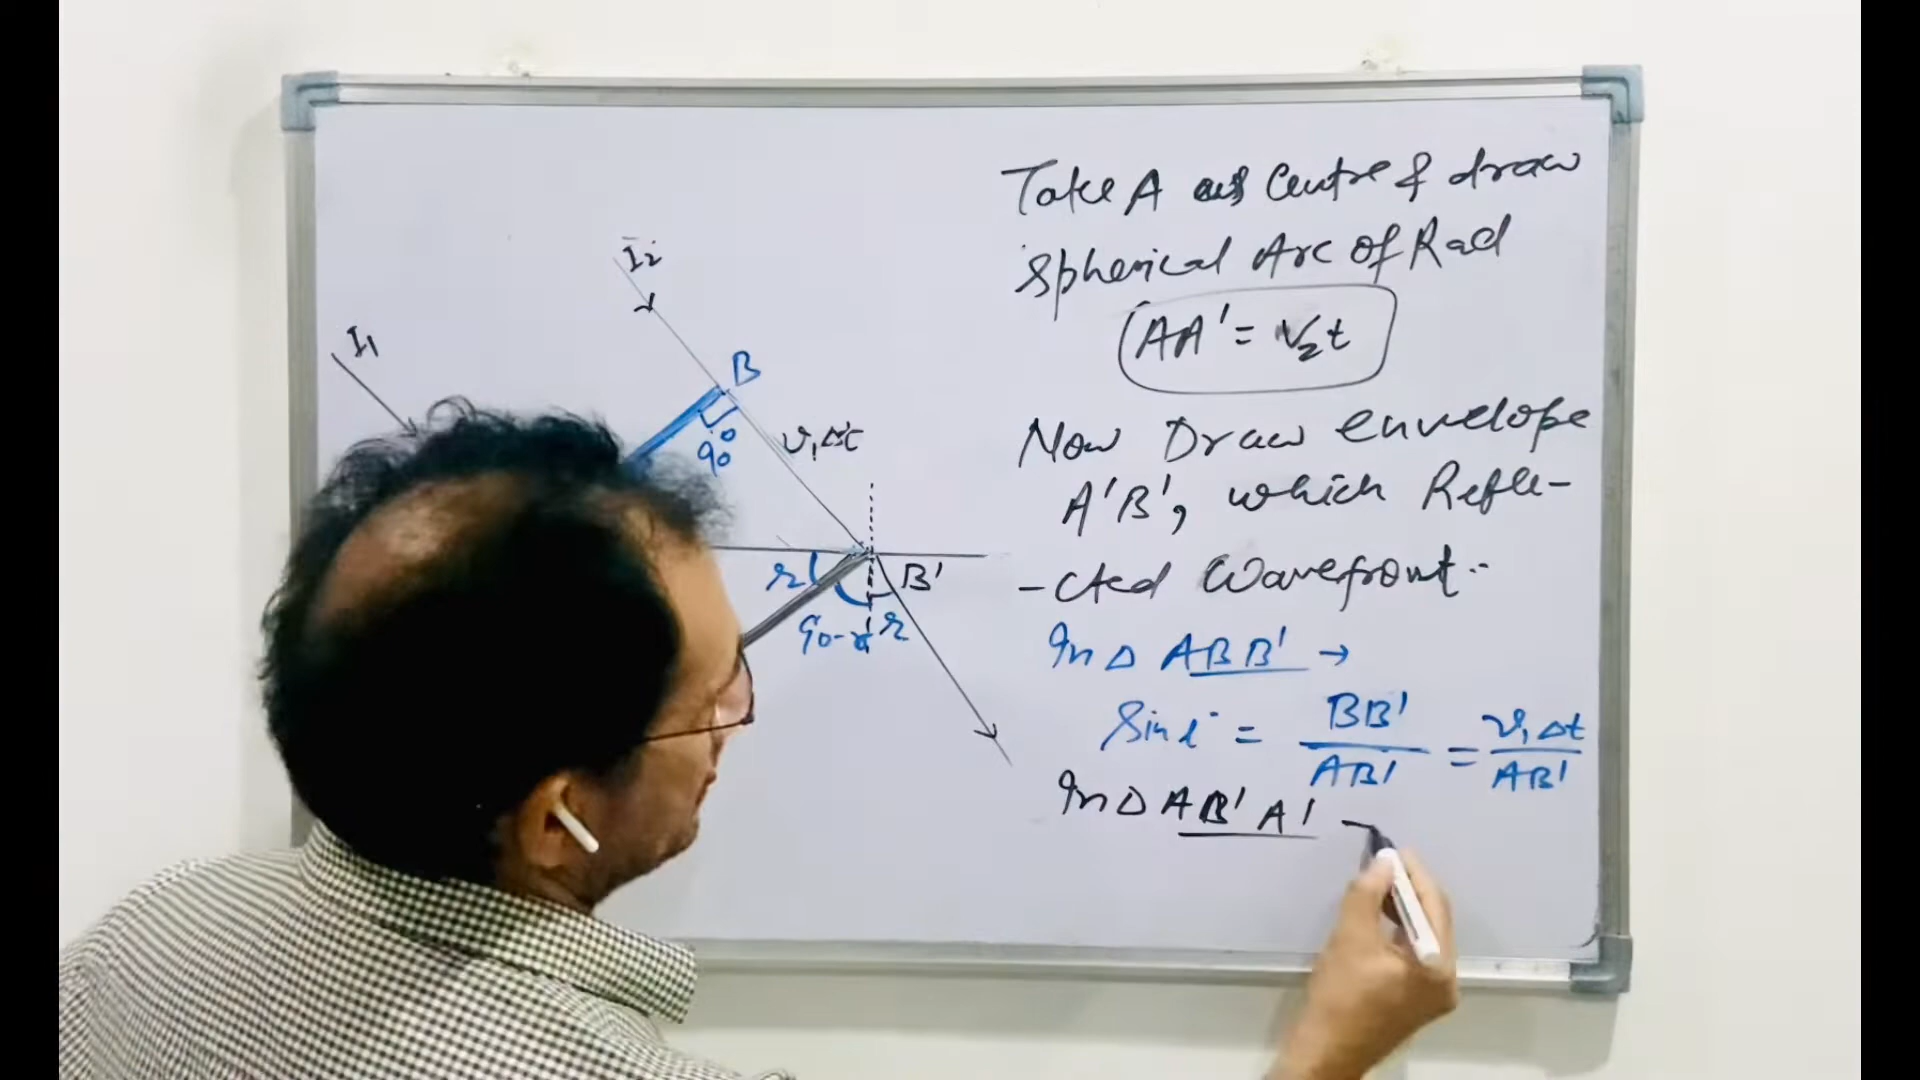 I1
I2
B
90°
v1Δt
r
B'
90-r
r
Take A as Centre & draw
Spherical Arc of Rad
AA' = V2t
Now Draw envelope
A'B', which Refle-
-cted Wavefront..
In Δ ABB' →
Sin i = BB'/AB' = v1Δt/AB'
In Δ AB'A'